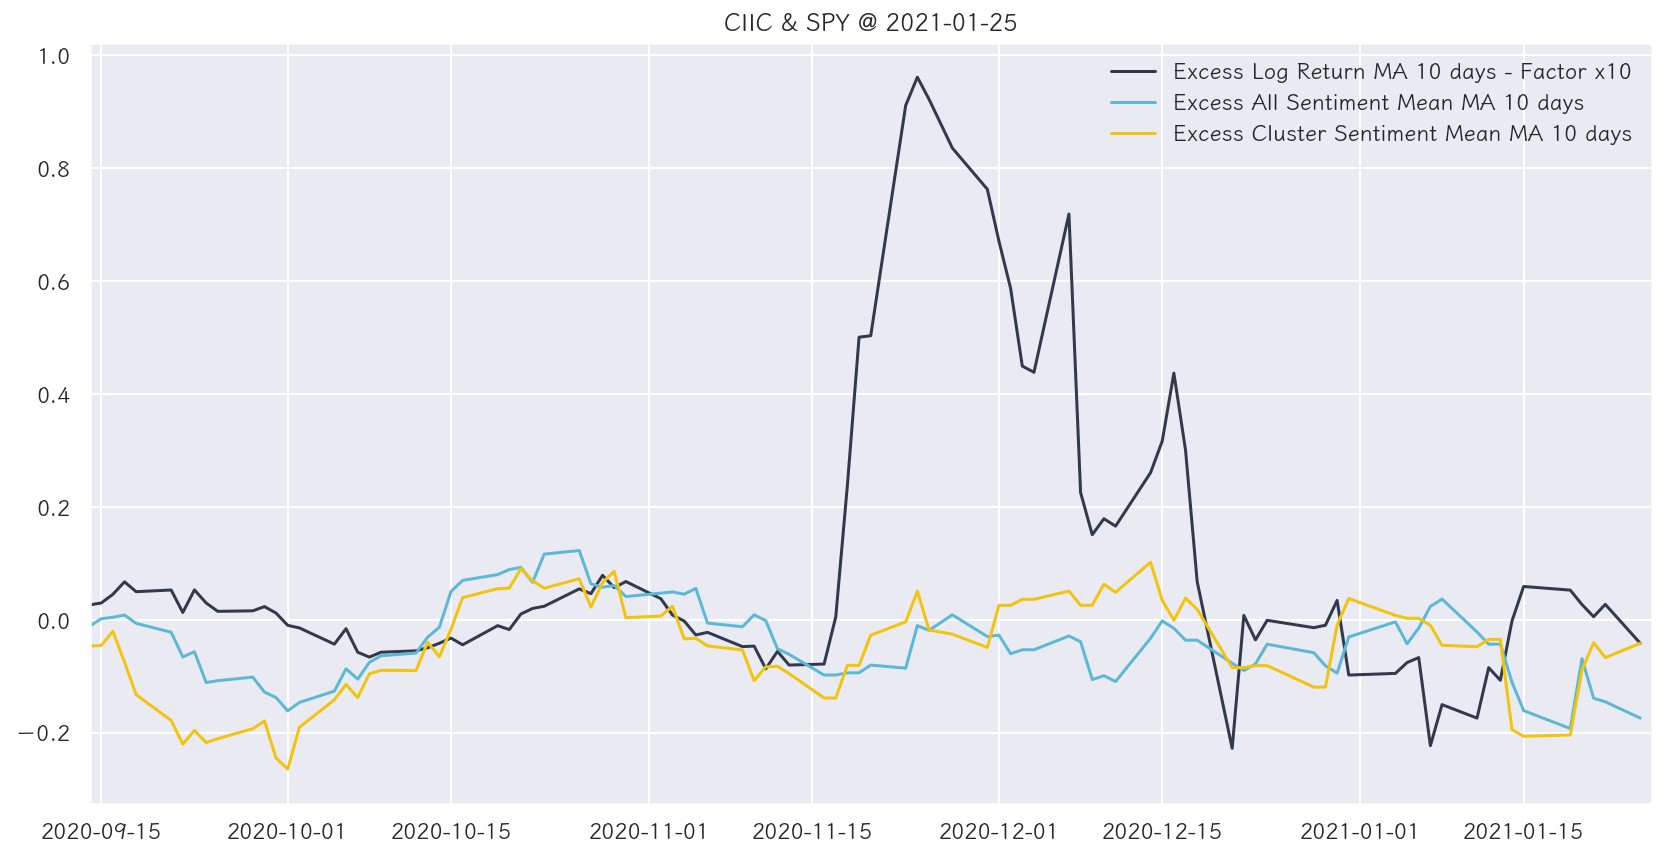 CIIC & SPY @ 2021-01-25
Excess Log Return MA 10 days - Factor x10
Excess All Sentiment Mean MA 10 days
Excess Cluster Sentiment Mean MA 10 days
1.0
0.8
0.6
0.4
0.2
0.0
−0.2
2020-09-15 2020-10-01 2020-10-15 2020-11-01 2020-11-15 2020-12-01 2020-12-15 2021-01-01 2021-01-15